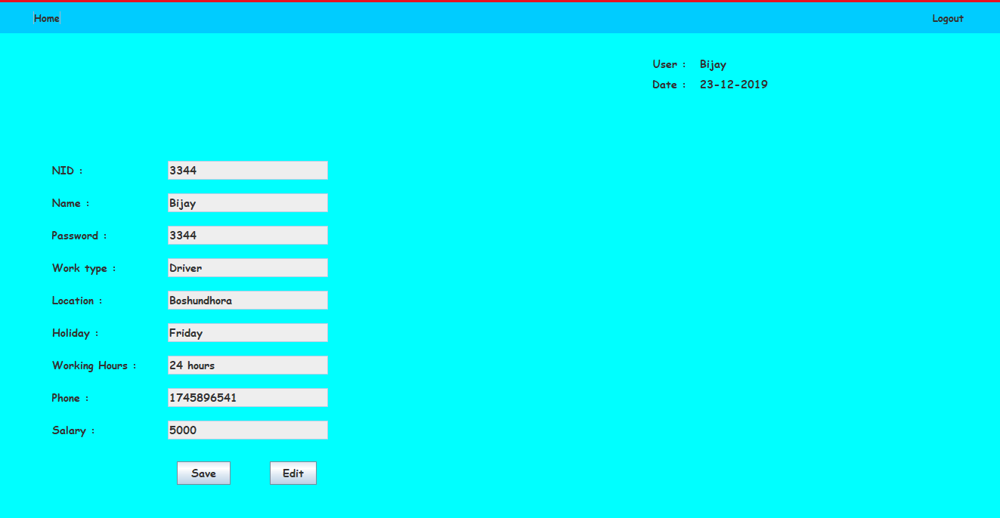 Home Logout
User : Bijay
Date : 23-12-2019
NID : 3344
Name : Bijay
Password : 3344
Work type : Driver
Location : Boshundhora
Holiday : Friday
Working Hours : 24 hours
Phone : 1745896541
Salary : 5000
Save Edit